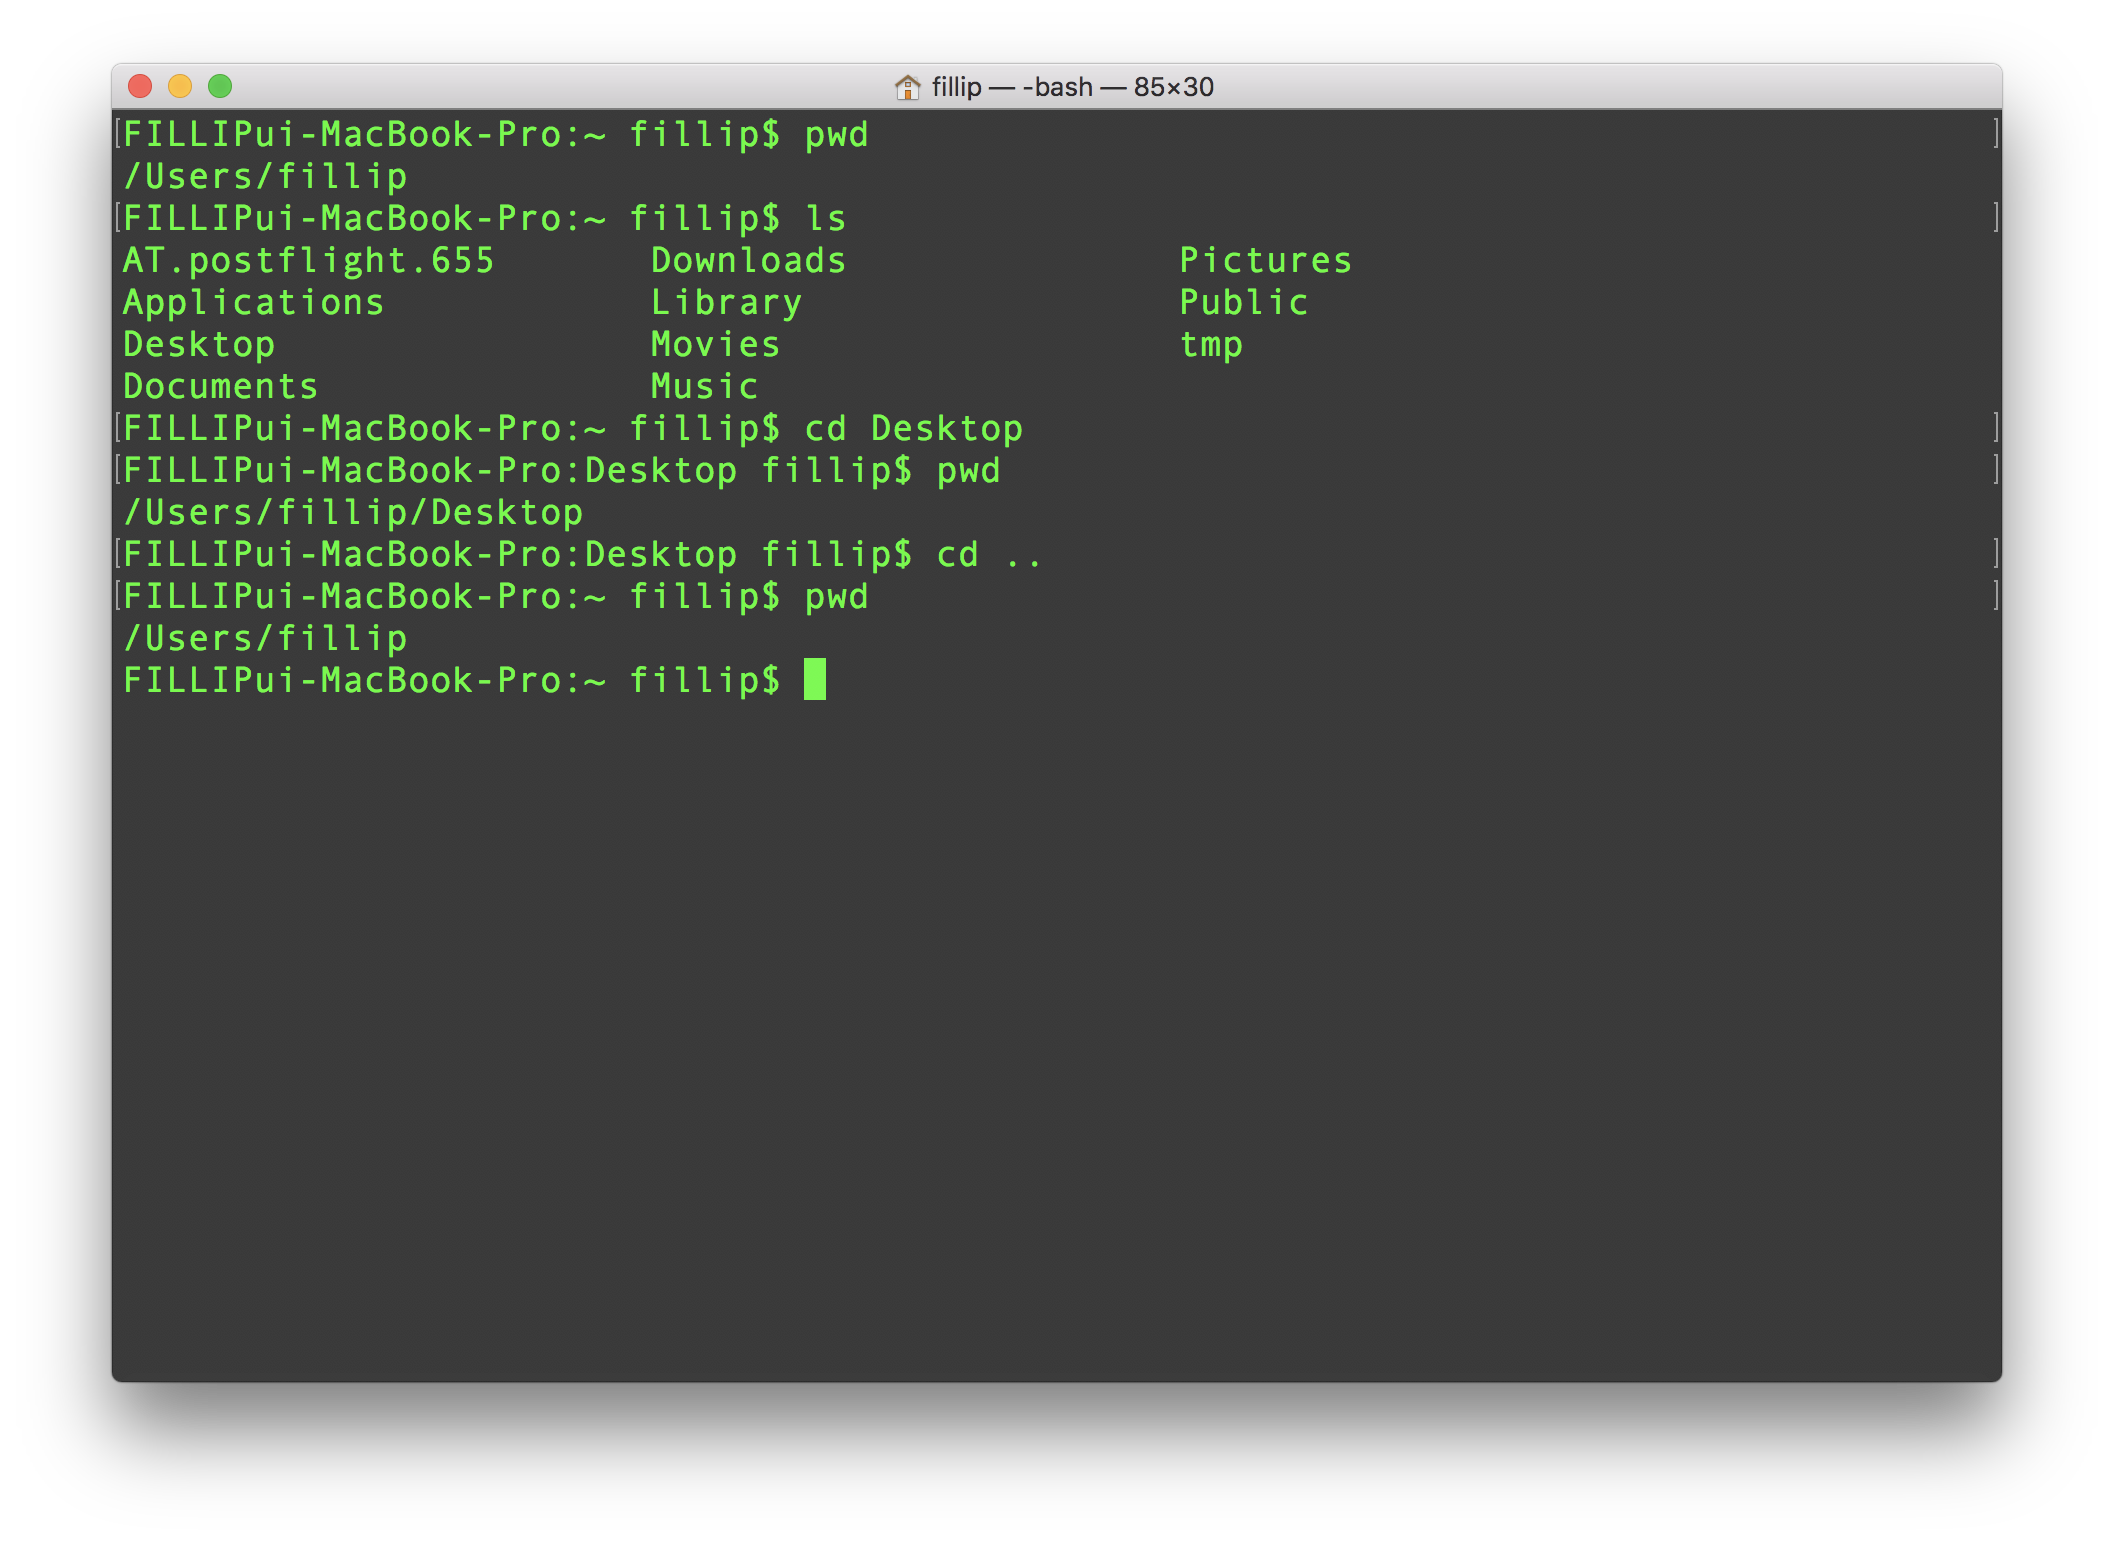 fillip — -bash — 85×30
[FILLIPui-MacBook-Pro:~ fillip$ pwd ]
/Users/fillip
[FILLIPui-MacBook-Pro:~ fillip$ ls ]
AT.postflight.655 Downloads Pictures
Applications Library Public
Desktop Movies tmp
Documents Music
[FILLIPui-MacBook-Pro:~ fillip$ cd Desktop ]
[FILLIPui-MacBook-Pro:Desktop fillip$ pwd ]
/Users/fillip/Desktop
[FILLIPui-MacBook-Pro:Desktop fillip$ cd .. ]
[FILLIPui-MacBook-Pro:~ fillip$ pwd ]
/Users/fillip
FILLIPui-MacBook-Pro:~ fillip$